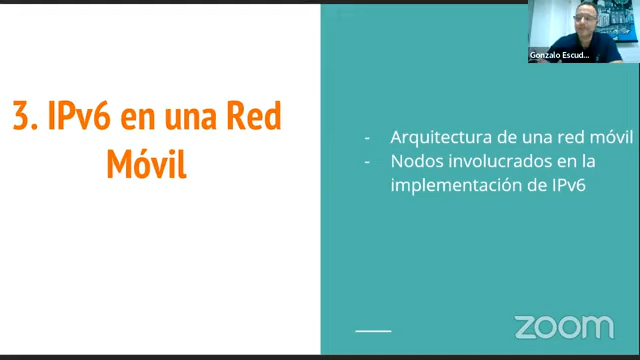 3. IPv6 en una Red
Móvil
- Arquitectura de una red móvil
- Nodos involucrados en la
implementación de IPv6
Gonzalo Escud...
zoom